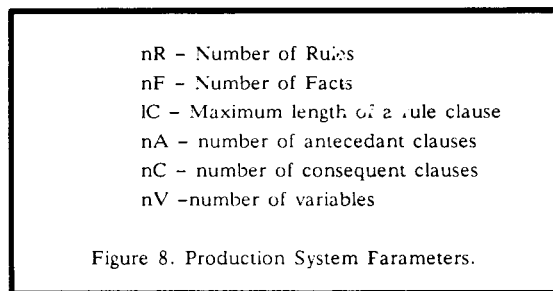 nR – Number of Rules
nF – Number of Facts
lC – Maximum length of a rule clause
nA – number of antecedant clauses
nC – number of consequent clauses
nV –number of variables
Figure 8. Production System Farameters.